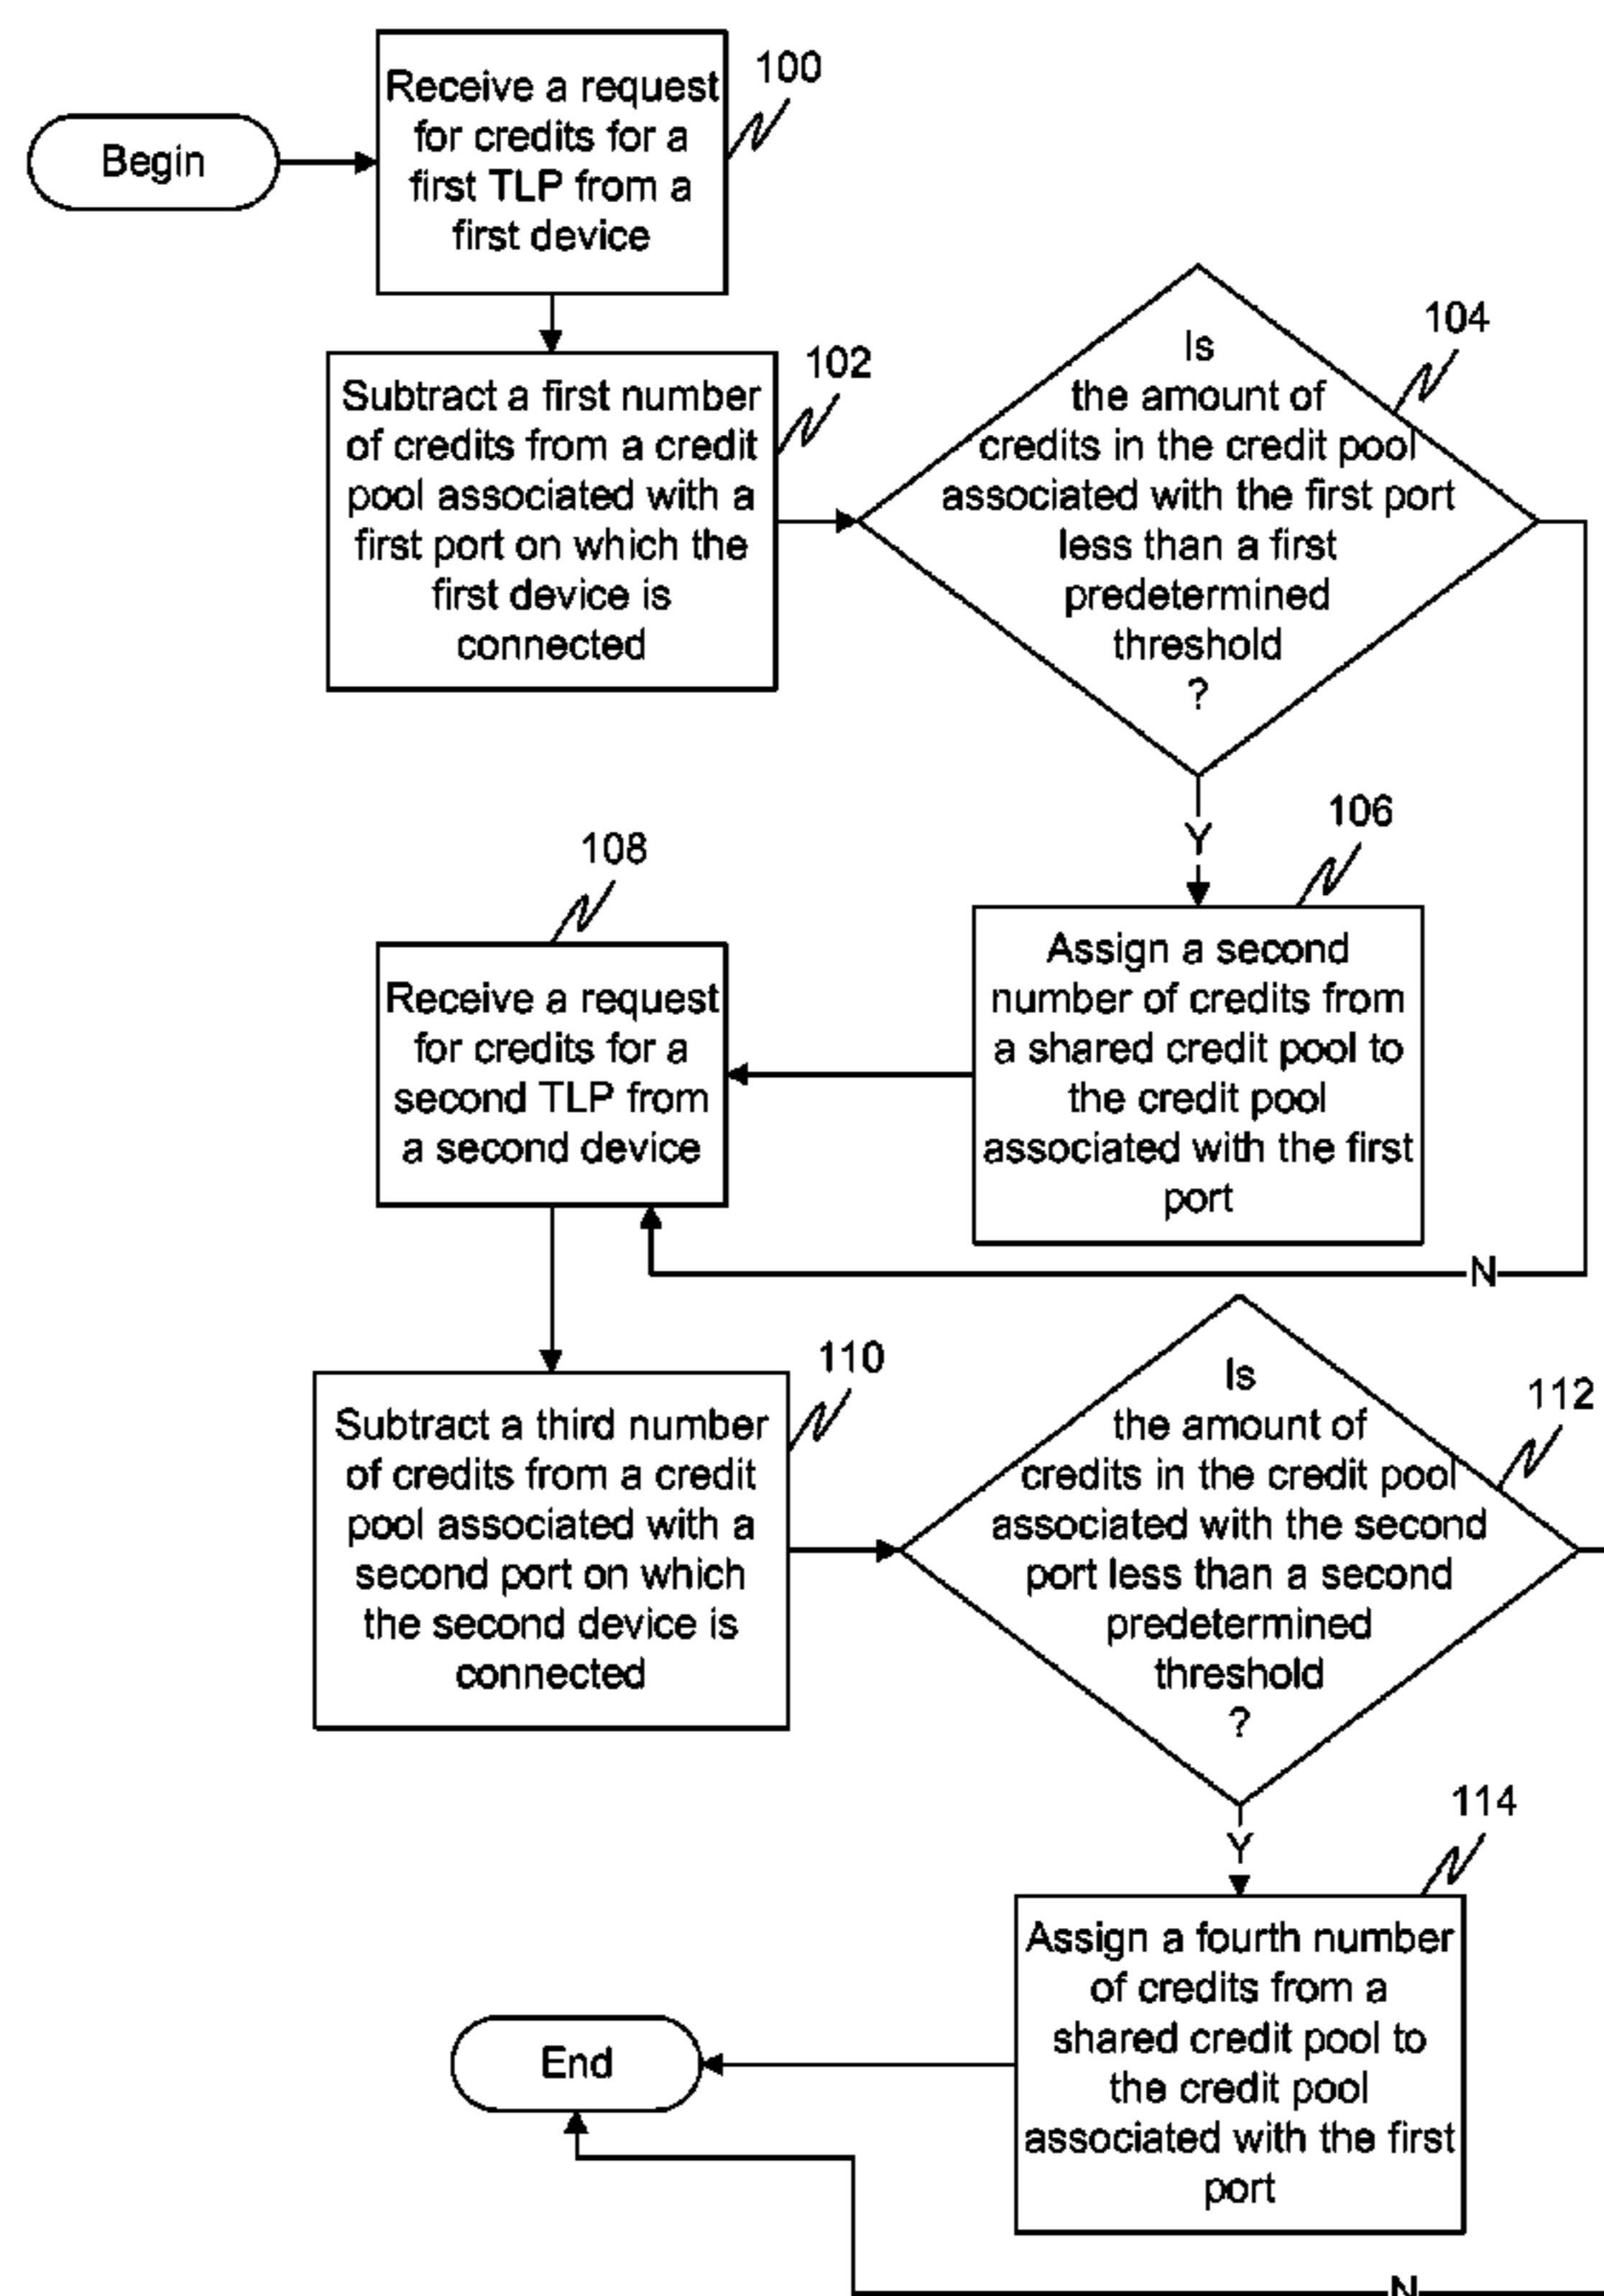 Begin
Receive a request
for credits for a
first TLP from a
first device
100
Subtract a first number
of credits from a credit
pool associated with a
first port on which the
first device is
connected
102
Is
the amount of
credits in the credit pool
associated with the first port
less than a first
predetermined
threshold
?
104
Y
106
Assign a second
number of credits from
a shared credit pool to
the credit pool
associated with the first
port
N
108
Receive a request
for credits for a
second TLP from
a second device
110
Subtract a third number
of credits from a credit
pool associated with a
second port on which
the second device is
connected
112
Is
the amount of
credits in the credit pool
associated with the second
port less than a second
predetermined
threshold
?
Y
114
Assign a fourth number
of credits from a
shared credit pool to
the credit pool
associated with the first
port
End
N